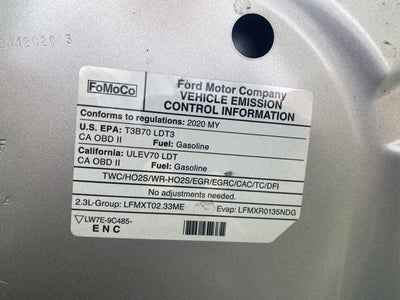 FoMoCo
Ford Motor Company
VEHICLE EMISSION
CONTROL INFORMATION
Conforms to regulations: 2020 MY
U.S. EPA: T3B70 LDT3
CA OBD II Fuel: Gasoline
California: ULEV70 LDT
CA OBD II Fuel: Gasoline
TWC/HO2S/WR-HO2S/EGR/EGRC/CAC/TC/DFI
No adjustments needed.
2.3L-Group: LFMXT02.33ME Evap: LFMXR0135NDG
LW7E-9C485-
ENC